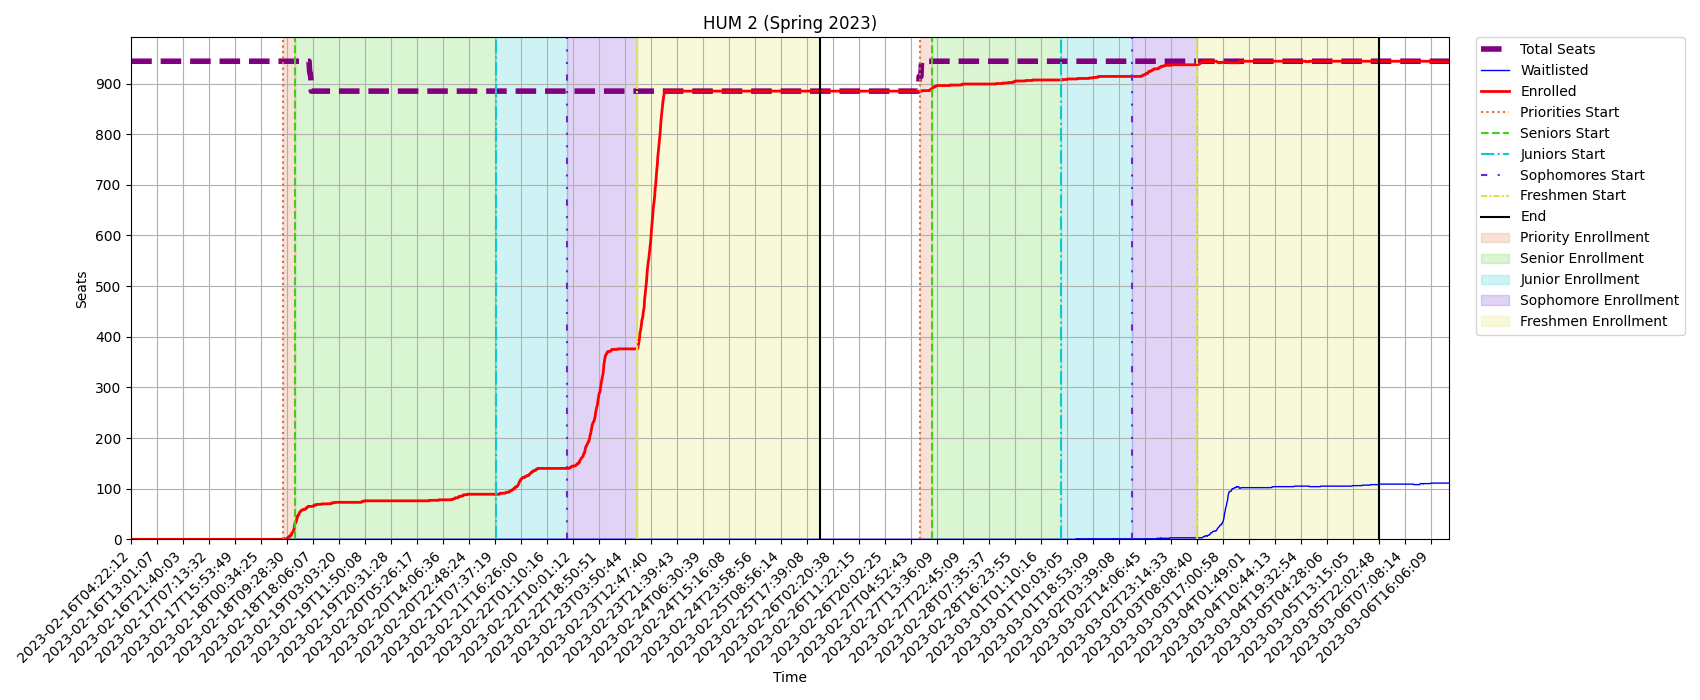 HUM 2 (Spring 2023)
Seats
900
800
700
600
500
400
300
200
100
0
2023-02-16T04:22:12
2023-02-16T13:01:07
2023-02-16T21:40:03
2023-02-17T07:13:32
2023-02-17T15:53:49
2023-02-18T00:34:25
2023-02-18T09:28:30
2023-02-18T18:06:07
2023-02-19T03:03:20
2023-02-19T11:50:08
2023-02-19T20:31:28
2023-02-20T05:26:17
2023-02-20T14:06:36
2023-02-20T22:48:24
2023-02-21T07:37:19
2023-02-21T16:26:00
2023-02-22T01:10:16
2023-02-22T10:01:12
2023-02-22T18:50:51
2023-02-23T03:50:44
2023-02-23T12:47:40
2023-02-23T21:39:43
2023-02-24T06:30:39
2023-02-24T15:16:08
2023-02-24T23:58:56
2023-02-25T08:56:14
2023-02-25T17:39:08
2023-02-26T02:20:38
2023-02-26T11:22:15
2023-02-26T20:02:25
2023-02-27T04:52:43
2023-02-27T13:36:09
2023-02-27T22:45:09
2023-02-28T07:35:37
2023-02-28T16:23:55
2023-03-01T01:10:16
2023-03-01T10:03:05
2023-03-01T18:53:09
2023-03-02T03:39:08
2023-03-02T14:06:45
2023-03-02T23:14:33
2023-03-03T08:08:40
2023-03-03T17:00:58
2023-03-04T01:49:01
2023-03-04T10:44:13
2023-03-04T19:32:54
2023-03-05T04:28:06
2023-03-05T13:15:05
2023-03-05T22:02:48
2023-03-06T07:08:14
2023-03-06T16:06:09
Time
Total Seats
Waitlisted
Enrolled
Priorities Start
Seniors Start
Juniors Start
Sophomores Start
Freshmen Start
End
Priority Enrollment
Senior Enrollment
Junior Enrollment
Sophomore Enrollment
Freshmen Enrollment